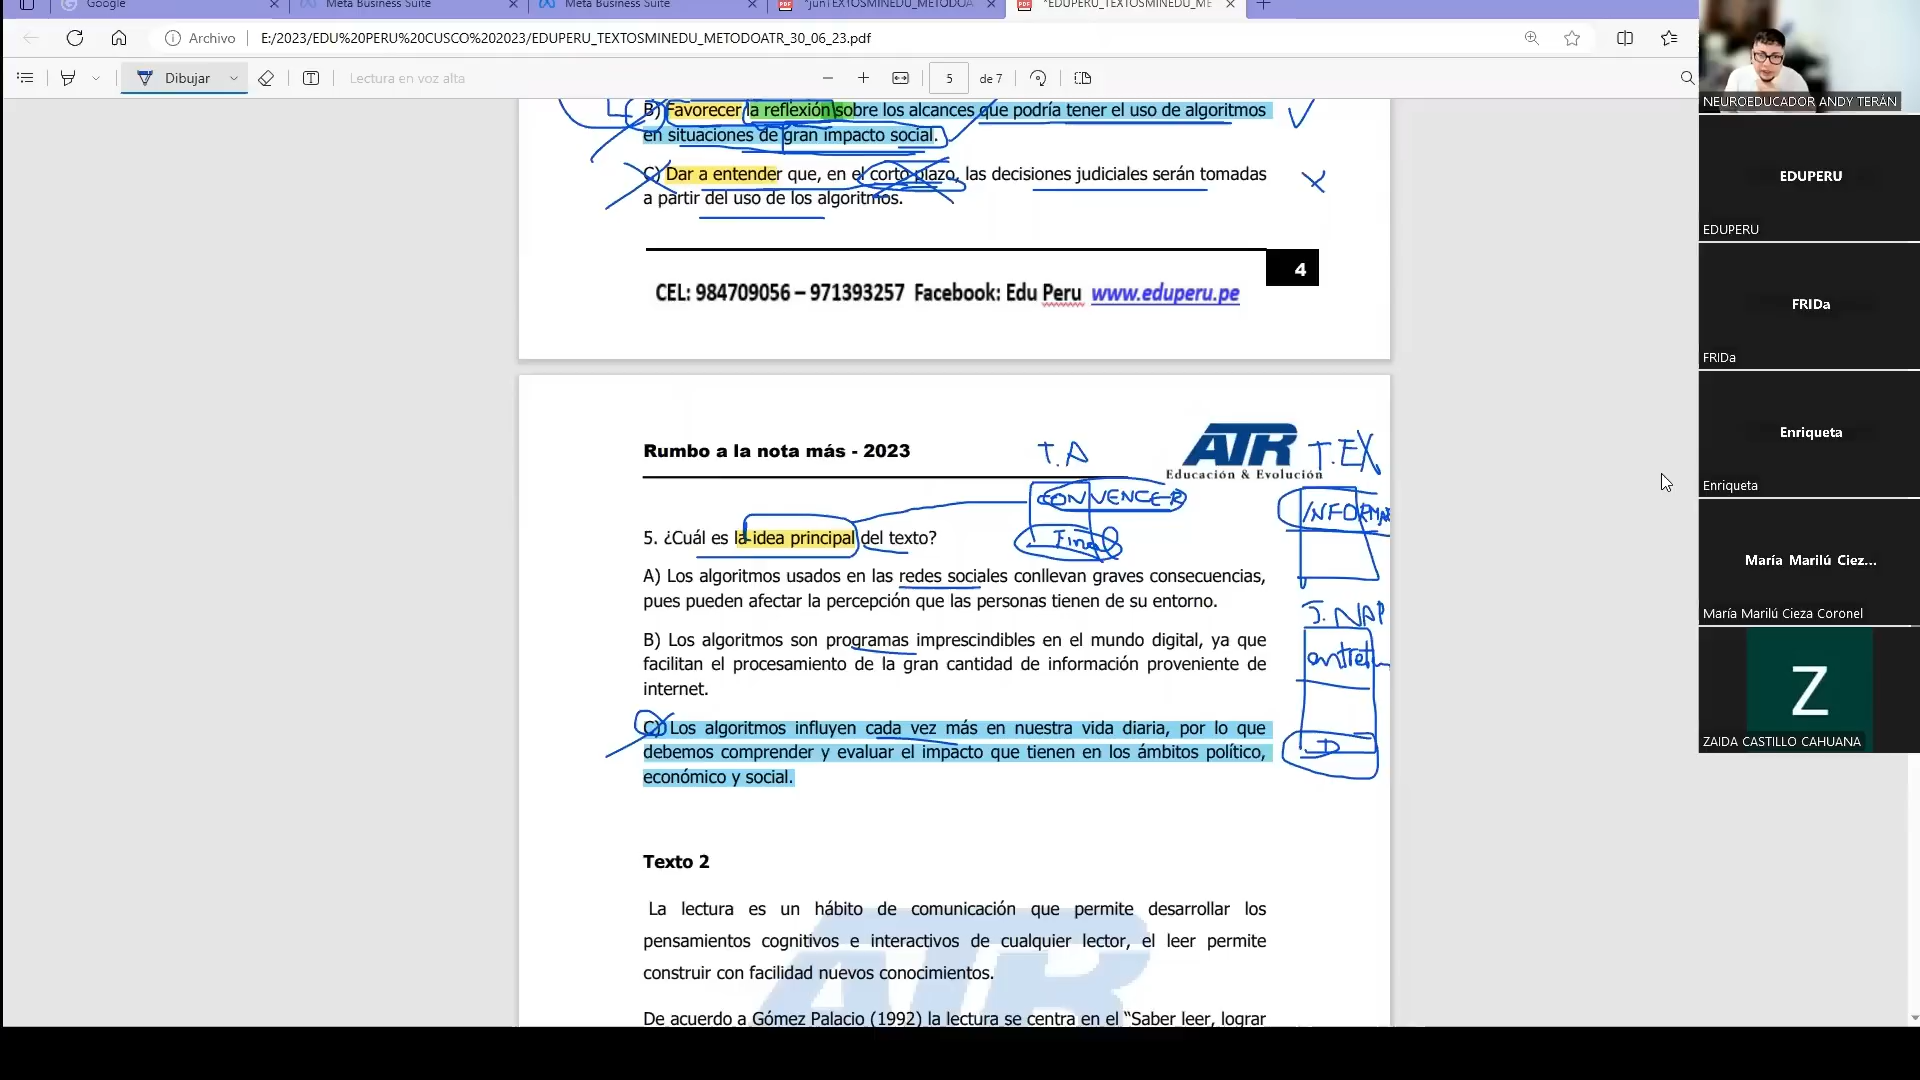 Google
Meta Business Suite
Meta Business Suite
*junTEXTOSMINEDU_METODOA
*EDUPERU_TEXTOSMINEDU_ME
Archivo
E:/2023/EDU%20PERU%20CUSCO%202023/EDUPERU_TEXTOSMINEDU_METODOATR_30_06_23.pdf
Dibujar
Lectura en voz alta
5
de 7
B) Favorecer la reflexión sobre los alcances que podría tener el uso de algoritmos
en situaciones de gran impacto social.
C) Dar a entender que, en el corto plazo, las decisiones judiciales serán tomadas
a partir del uso de los algoritmos.
4
CEL: 984709056 – 971393257 Facebook: Edu Peru www.eduperu.pe
Rumbo a la nota más - 2023
T.A
ATR
Educación & Evolución
T.EX
CONVENCER
INFORMAR
5. ¿Cuál es la idea principal del texto?
Final
A) Los algoritmos usados en las redes sociales conllevan graves consecuencias,
pues pueden afectar la percepción que las personas tienen de su entorno.
B) Los algoritmos son programas imprescindibles en el mundo digital, ya que
facilitan el procesamiento de la gran cantidad de información proveniente de
internet.
C) Los algoritmos influyen cada vez más en nuestra vida diaria, por lo que
debemos comprender y evaluar el impacto que tienen en los ámbitos político,
económico y social.
D
Texto 2
La lectura es un hábito de comunicación que permite desarrollar los
pensamientos cognitivos e interactivos de cualquier lector, el leer permite
construir con facilidad nuevos conocimientos.
De acuerdo a Gómez Palacio (1992) la lectura se centra en el “Saber leer, lograr
ATR
NEUROEDUCADOR ANDY TERÁN
EDUPERU
EDUPERU
FRIDa
FRIDa
Enriqueta
Enriqueta
María Marilú Ciez...
María Marilú Cieza Coronel
Z
ZAIDA CASTILLO CAHUANA